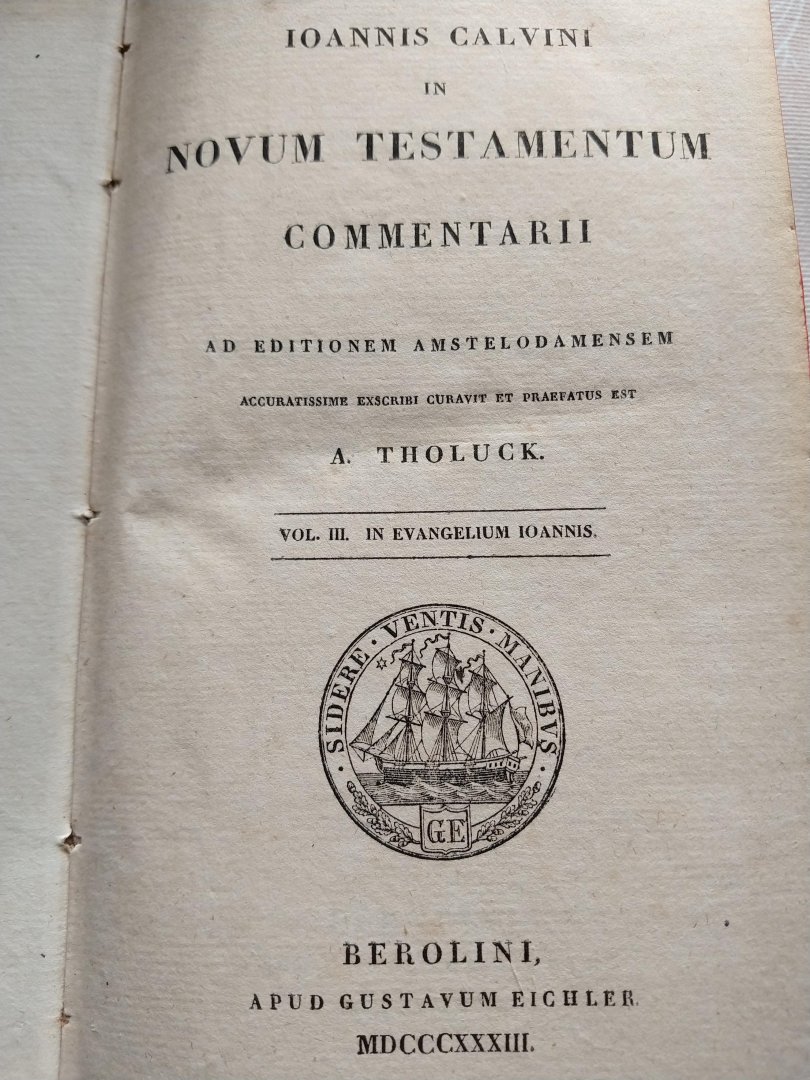 IOANNIS CALVINI
IN
NOVUM TESTAMENTUM
COMMENTARII
AD EDITIONEM AMSTELODAMENSEM
ACCURATISSIME EXSCRIBI CURAVIT ET PRAEFATUS EST
A. THOLUCK.
VOL. III. IN EVANGELIUM IOANNIS.
· SIDERE · VENTIS · MANIBVS ·
GE
BEROLINI,
APUD GUSTAVUM EICHLER.
MDCCCXXXIII.